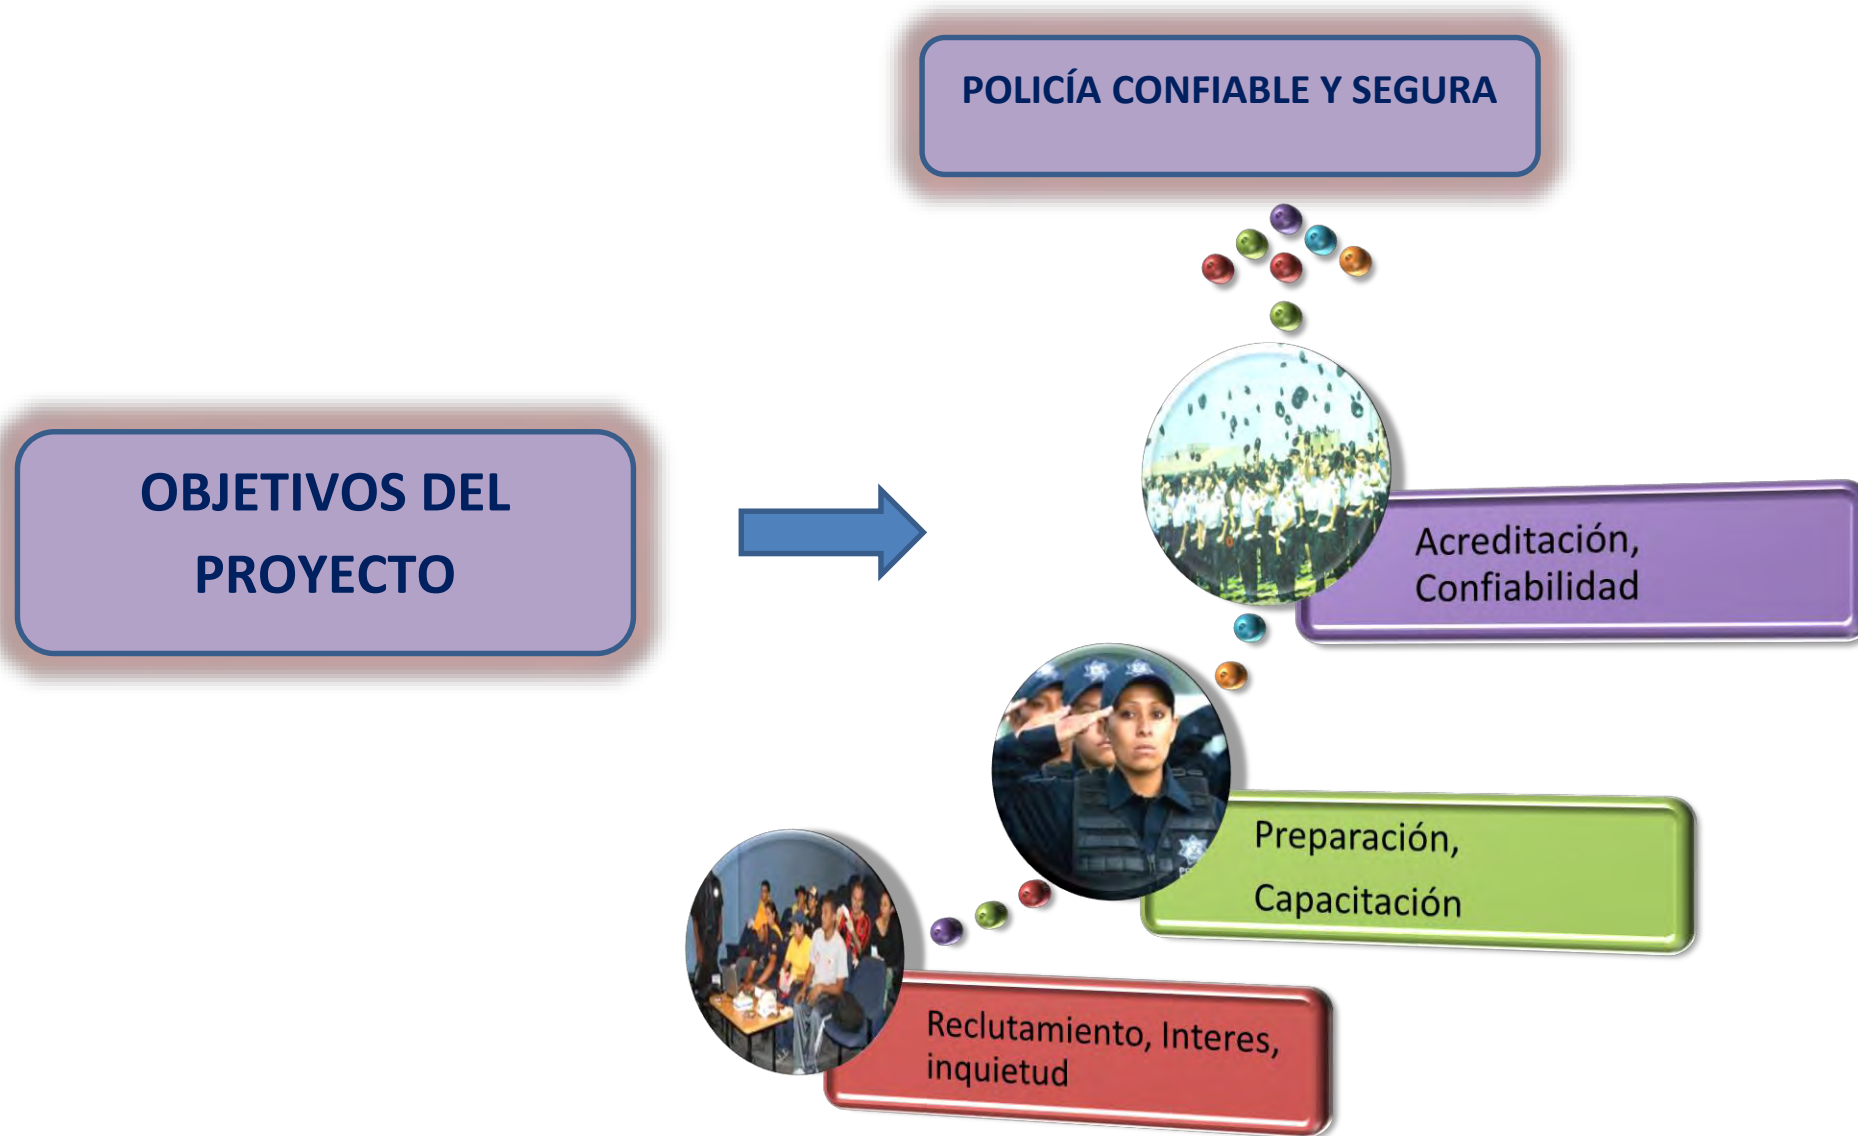 POLICÍA CONFIABLE Y SEGURA
OBJETIVOS DEL
PROYECTO
Acreditación,
Confiabilidad
Preparación,
Capacitación
Reclutamiento, Interes,
inquietud